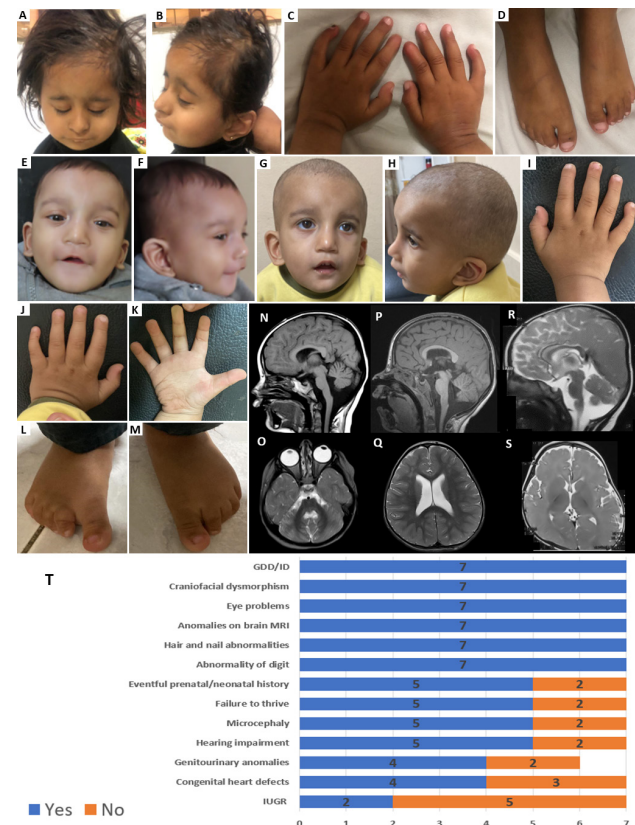 A
B
C
D
E
F
G
H
I
J
K
N
P
R
L
M
O
Q
S
T
GDD/ID
7
Craniofacial dysmorphism
7
Eye problems
7
Anomalies on brain MRI
7
Hair and nail abnormalities
7
Abnormality of digit
7
Eventful prenatal/neonatal history
5 2
Failure to thrive
5 2
Microcephaly
5 2
Hearing impairment
5 2
Genitourinary anomalies
4 2
Congenital heart defects
4 3
IUGR
2 5
Yes No
0 1 2 3 4 5 6 7